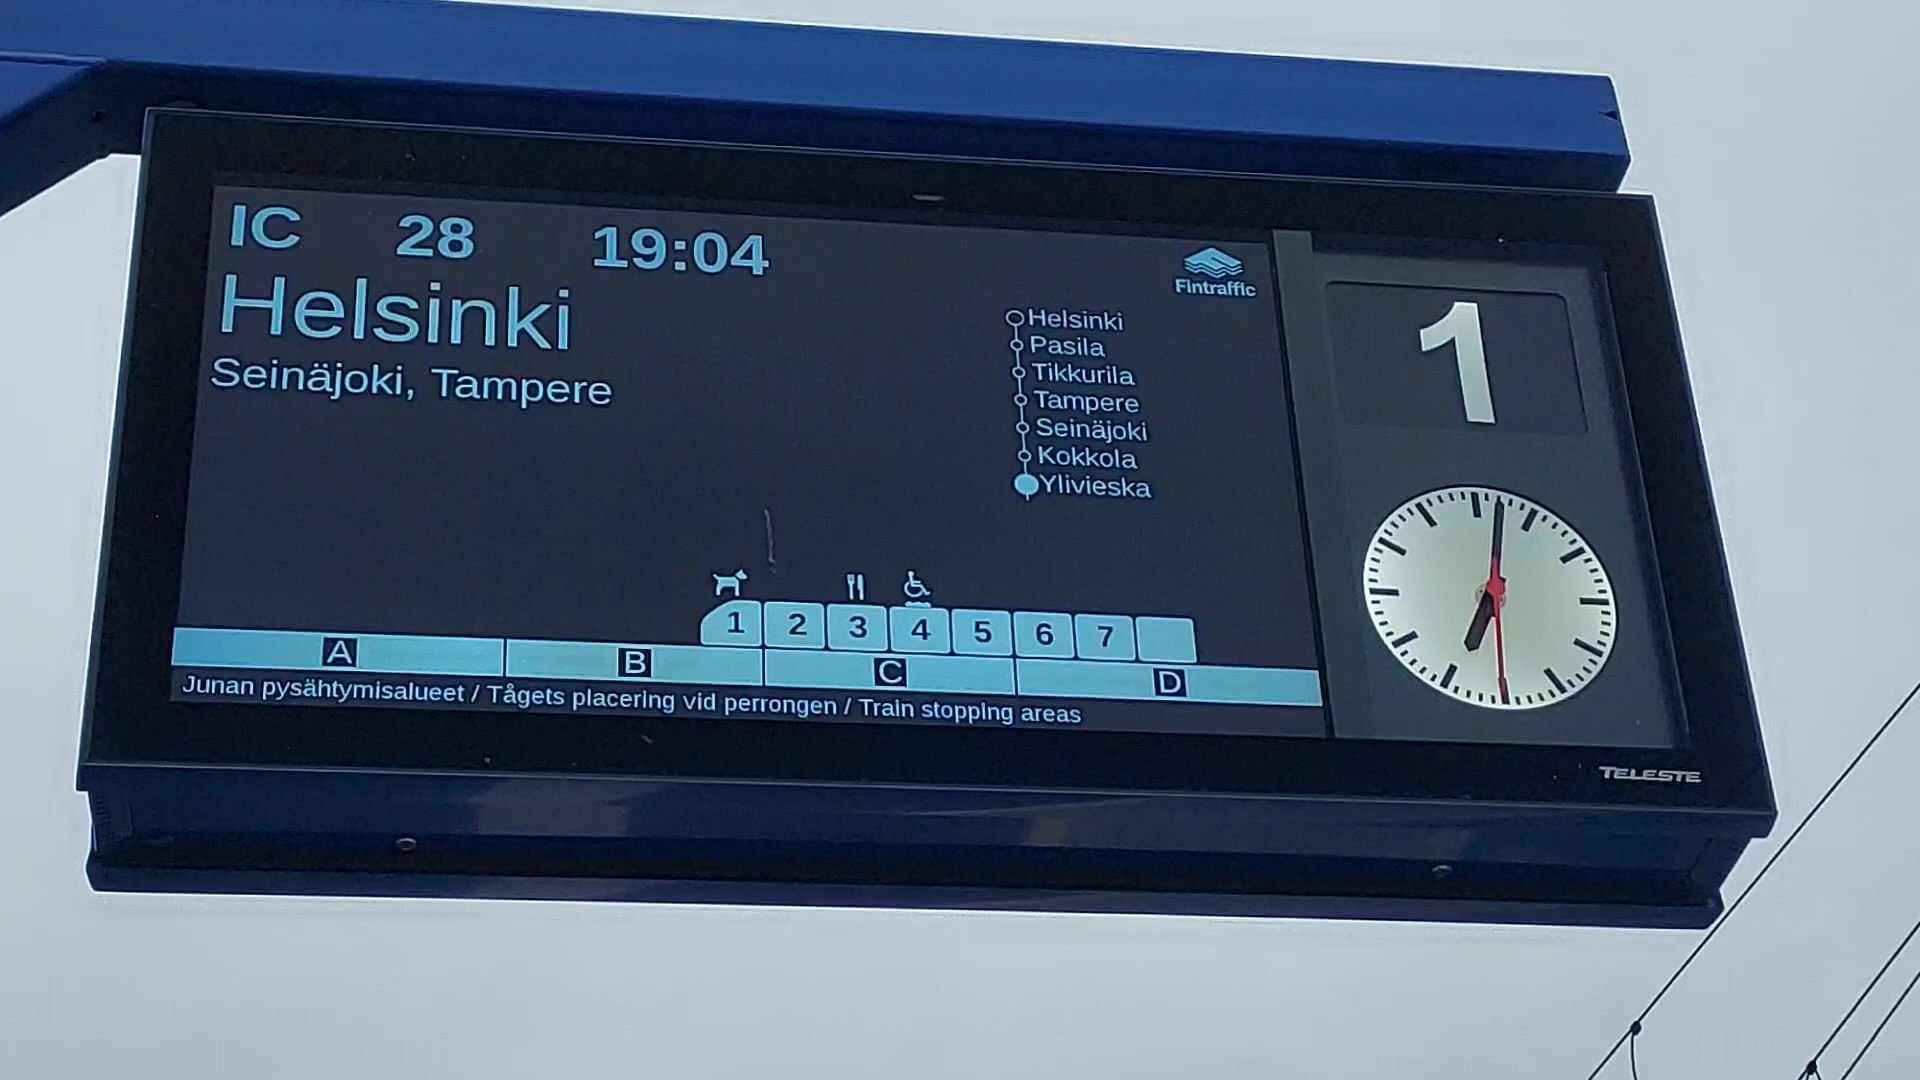 IC 28 19:04
Helsinki
Seinäjoki, Tampere
Fintraffic
Helsinki
Pasila
Tikkurila
Tampere
Seinäjoki
Kokkola
Ylivieska
1 2 3 4 5 6 7
A B C D
Junan pysähtymisalueet / Tågets placering vid perrongen / Train stopping areas
1
TELESTE